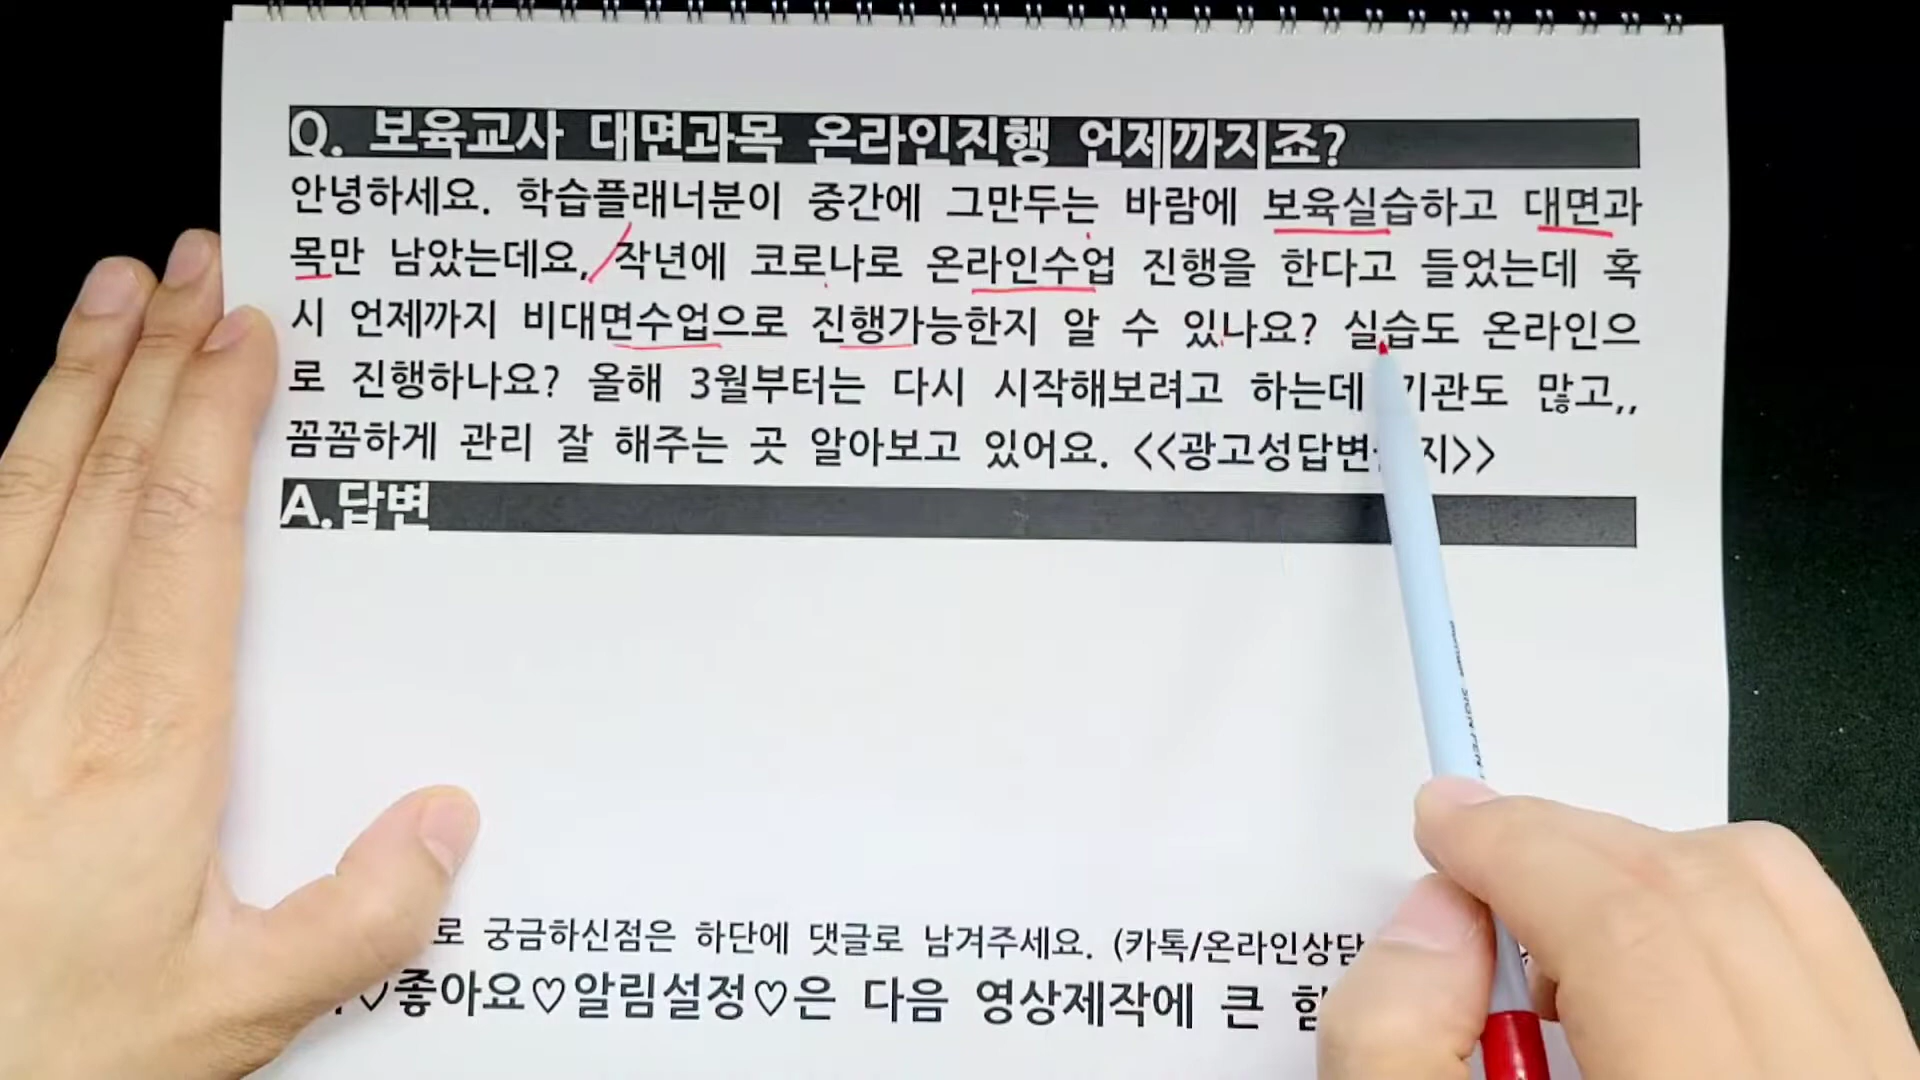 Q. 보육교사 대면과목 온라인진행 언제까지죠?
안녕하세요. 학습플래너분이 중간에 그만두는 바람에 보육실습하고 대면과
목만 남았는데요, 작년에 코로나로 온라인수업 진행을 한다고 들었는데 혹
시 언제까지 비대면수업으로 진행가능한지 알 수 있나요? 실습도 온라인으
로 진행하나요? 올해 3월부터는 다시 시작해보려고 하는데 기관도 많고,,
꼼꼼하게 관리 잘 해주는 곳 알아보고 있어요. <<광고성답변 지>>
A.답변
로 궁금하신점은 하단에 댓글로 남겨주세요. (카톡/온라인상담
♡좋아요♡알림설정♡은 다음 영상제작에 큰